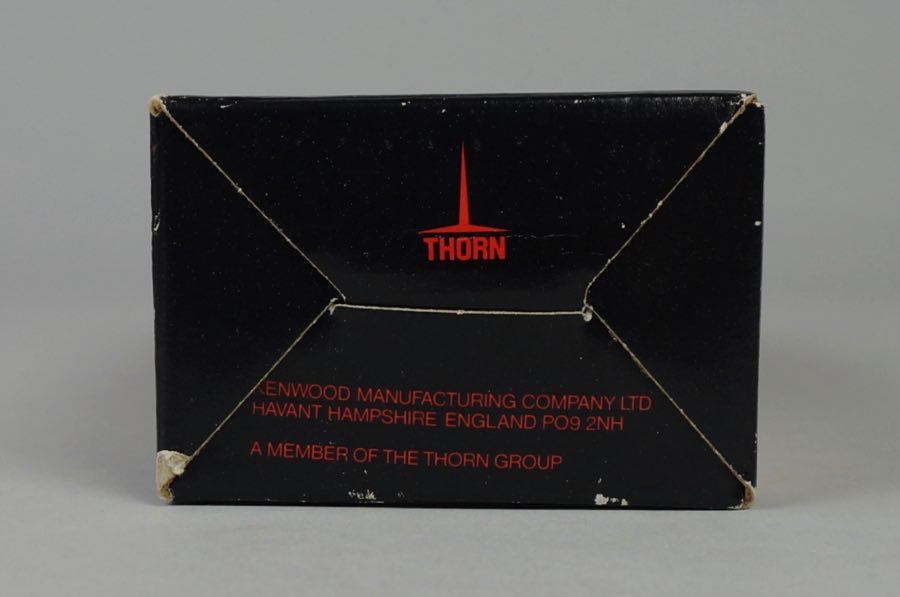 THORN
KENWOOD MANUFACTURING COMPANY LTD
HAVANT HAMPSHIRE ENGLAND PO9 2NH
A MEMBER OF THE THORN GROUP